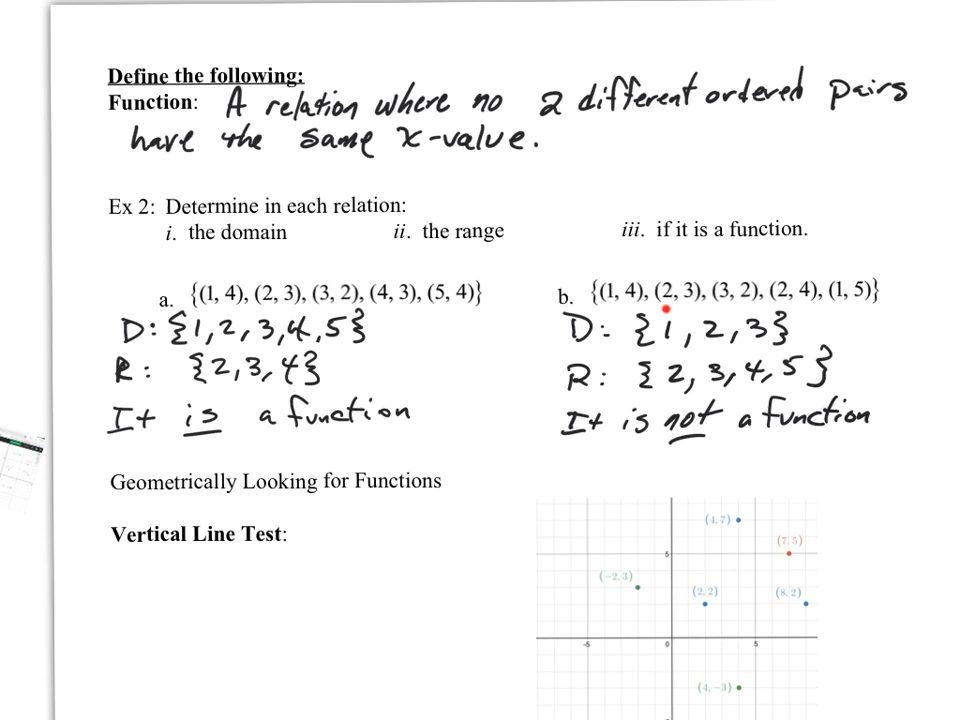 Define the following:
Function: A relation where no 2 different ordered pairs
have the same x-value.
Ex 2: Determine in each relation:
i. the domain ii. the range iii. if it is a function.
a. {(1, 4), (2, 3), (3, 2), (4, 3), (5, 4)} b. {(1, 4), (2, 3), (3, 2), (2, 4), (1, 5)}
D: {1,2,3,4,5} D: {1,2,3}
R: {2,3,4} R: {2,3,4,5}
It is a function It is not a function
Geometrically Looking for Functions
Vertical Line Test:
(4, 7)
(7, 5)
5
(−2, 3)
(2, 2) (8, 2)
-5 0 5
(4, −3)